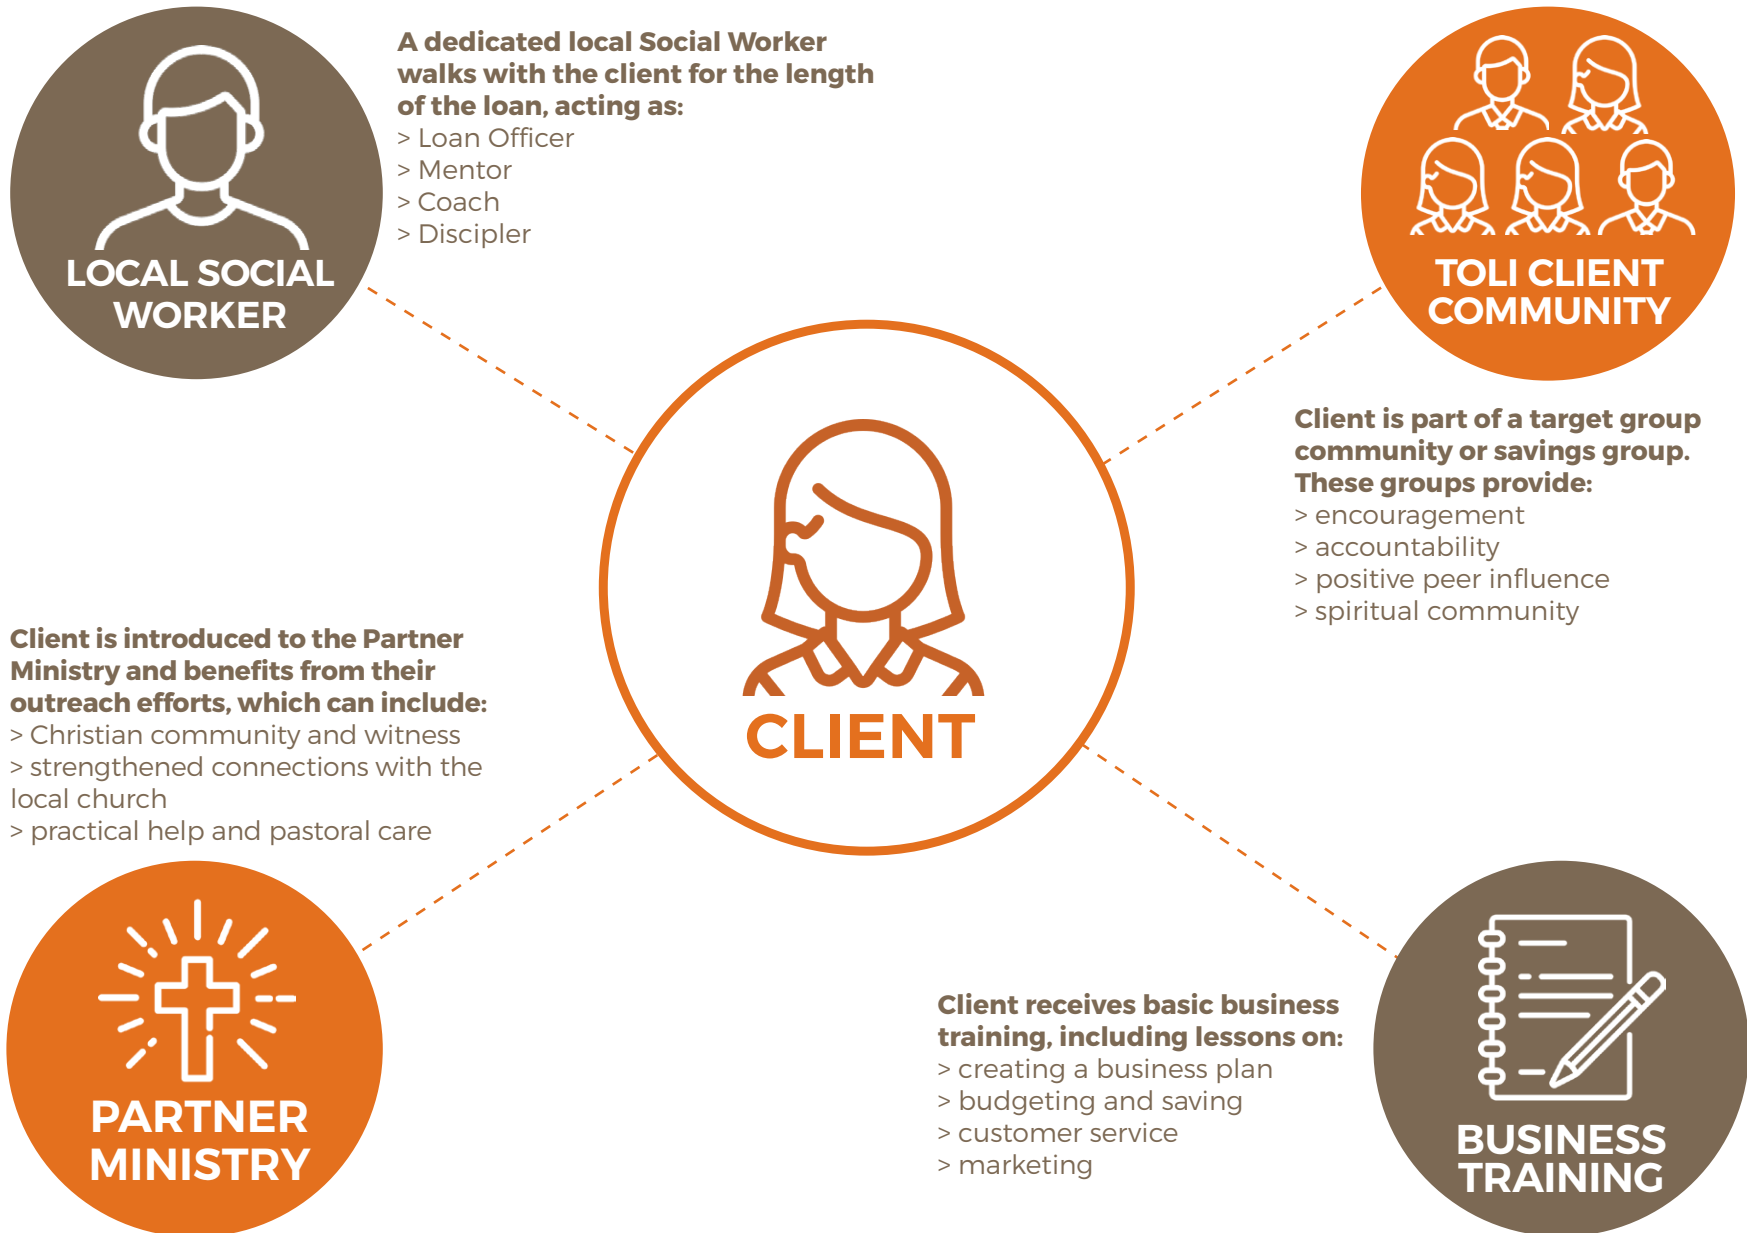 A dedicated local Social Worker
walks with the client for the length
of the loan, acting as:
> Loan Officer
> Mentor
> Coach
> Discipler
LOCAL SOCIAL
WORKER
TOLI CLIENT
COMMUNITY
Client is part of a target group
community or savings group.
These groups provide:
> encouragement
> accountability
> positive peer influence
> spiritual community
CLIENT
Client is introduced to the Partner
Ministry and benefits from their
outreach efforts, which can include:
> Christian community and witness
> strengthened connections with the
local church
> practical help and pastoral care
PARTNER
MINISTRY
Client receives basic business
training, including lessons on:
> creating a business plan
> budgeting and saving
> customer service
> marketing
BUSINESS
TRAINING